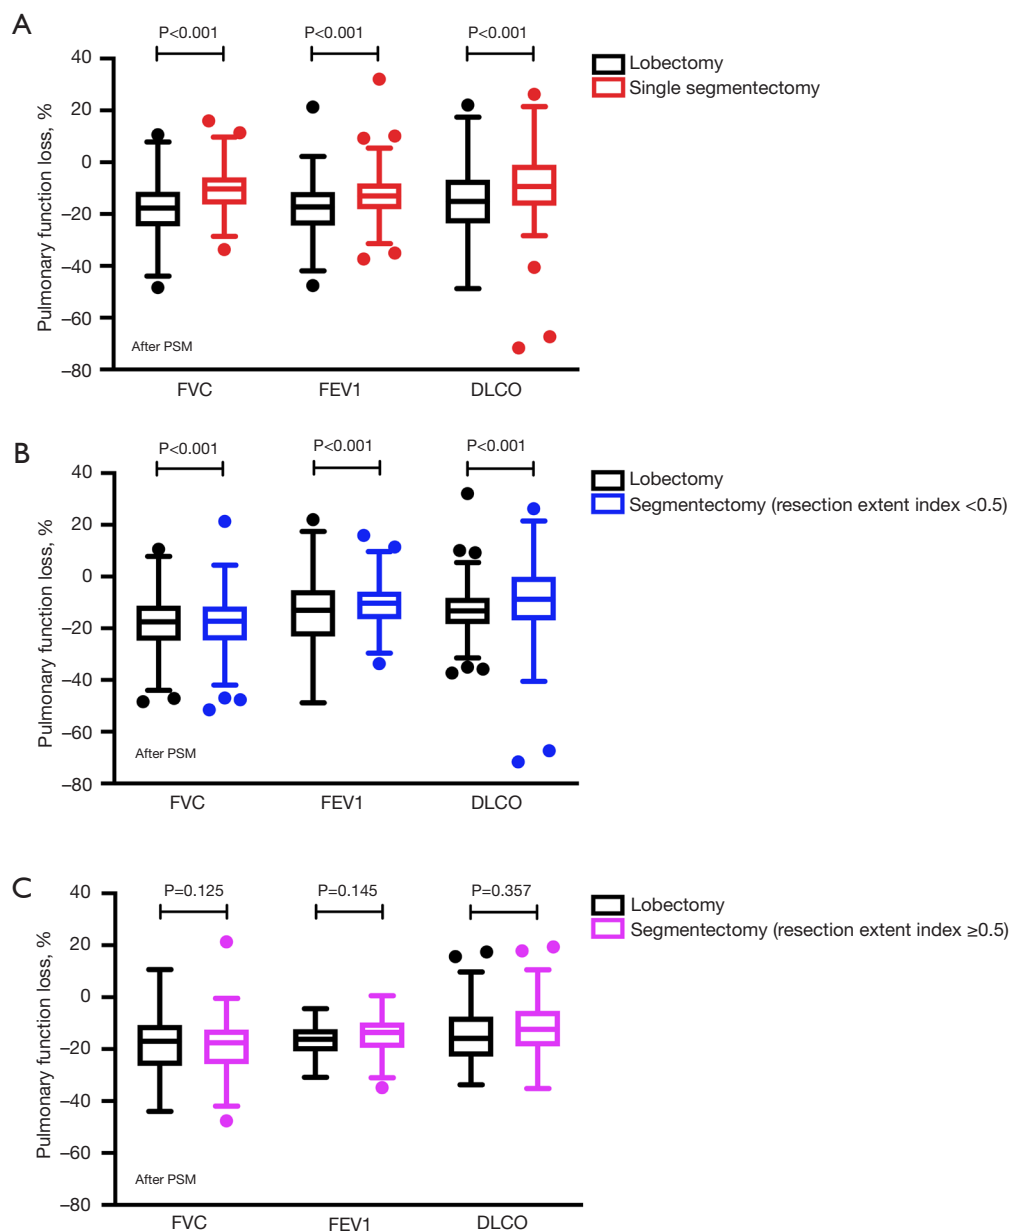 A
P<0.001 P<0.001 P<0.001
Pulmonary function loss, %
40
20
0
−20
−40
−60
−80
Lobectomy
Single segmentectomy
After PSM
FVC FEV1 DLCO
B
P<0.001 P<0.001 P<0.001
Pulmonary function loss, %
40
20
0
−20
−40
−60
−80
Lobectomy
Segmentectomy (resection extent index <0.5)
After PSM
FVC FEV1 DLCO
C
P=0.125 P=0.145 P=0.357
Pulmonary function loss, %
40
20
0
−20
−40
−60
−80
Lobectomy
Segmentectomy (resection extent index ≥0.5)
After PSM
FVC FEV1 DLCO